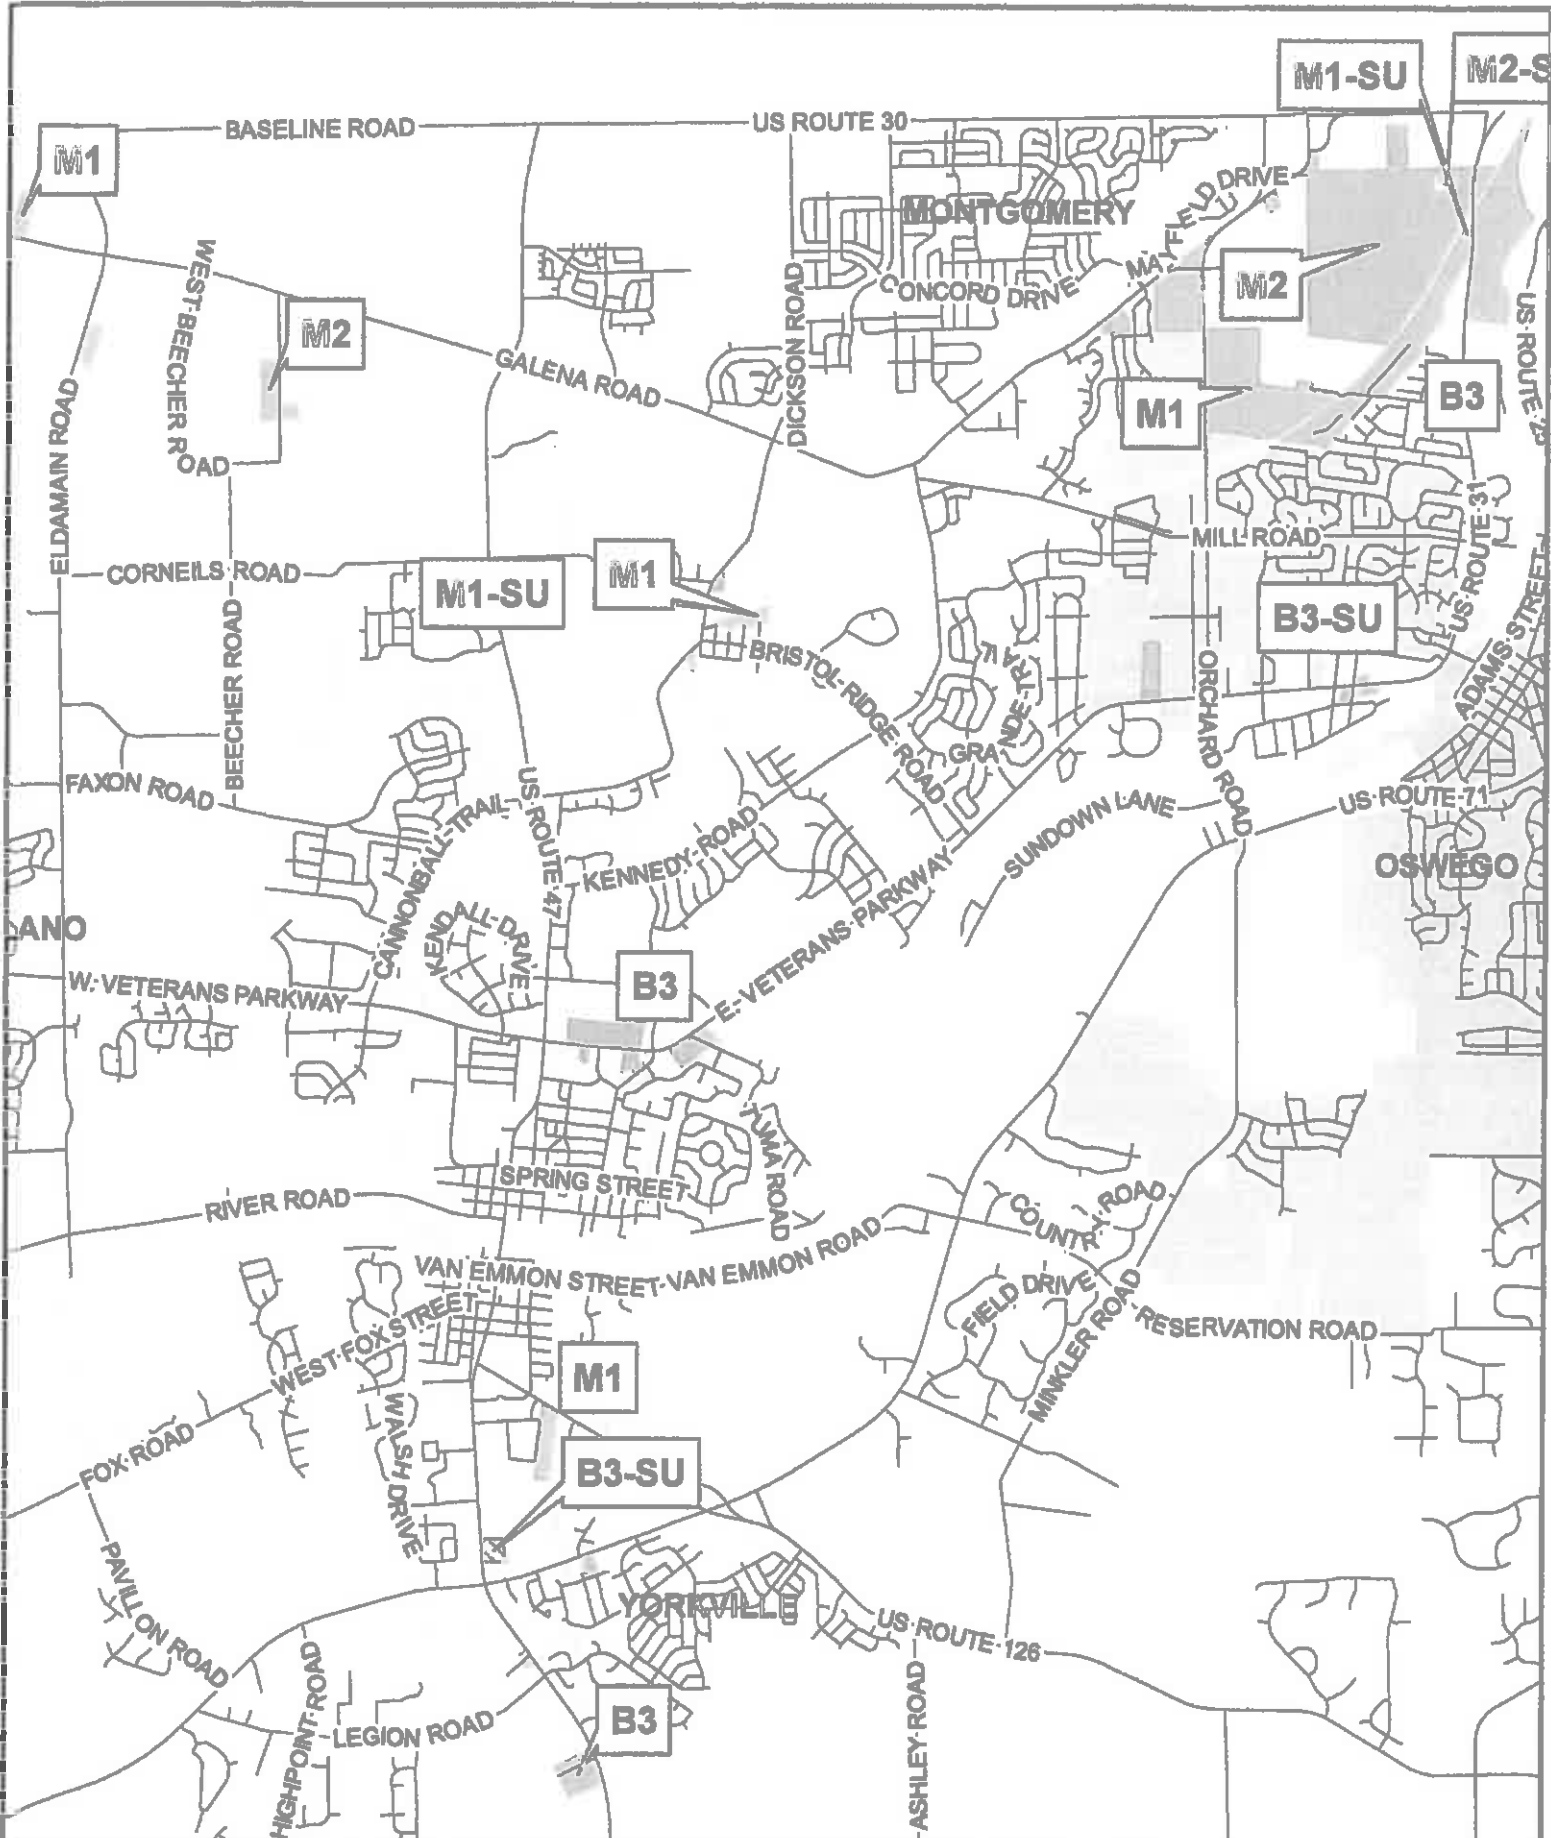 M1-SU
M2-S
BASELINE ROAD
US ROUTE 30
M1
MAYFIELD DRIVE
MONTGOMERY
WEST BEECHER ROAD
M2
CONCORD DRIVE
US ROUTE 25
M2
DICKSON ROAD
GALENA ROAD
B3
M1
ELDAMAIN ROAD
MILL ROAD
US ROUTE 31
CORNEILS ROAD
M1-SU
M1
B3-SU
ADAMS STREET
BEECHER ROAD
BRISTOL RIDGE ROAD
GRANDE TRAIL
ORCHARD ROAD
FAXON ROAD
US ROUTE 47
CANNONBALL TRAIL
KENNEDY ROAD
SUNDOWN LANE
US ROUTE 71
OSWEGO
LANO
KENDALL DRIVE
W. VETERANS PARKWAY
B3
E. VETERANS PARKWAY
TUMA ROAD
SPRING STREET
RIVER ROAD
COUNTRY ROAD
VAN EMMON STREET VAN EMMON ROAD
FIELD DRIVE
WEST FOX STREET
MINKLER ROAD
RESERVATION ROAD
M1
WALSH DRIVE
FOX ROAD
B3-SU
PAVILLON ROAD
YORKVILLE
US ROUTE 126
HIGHPOINT ROAD
LEGION ROAD
B3
ASHLEY ROAD